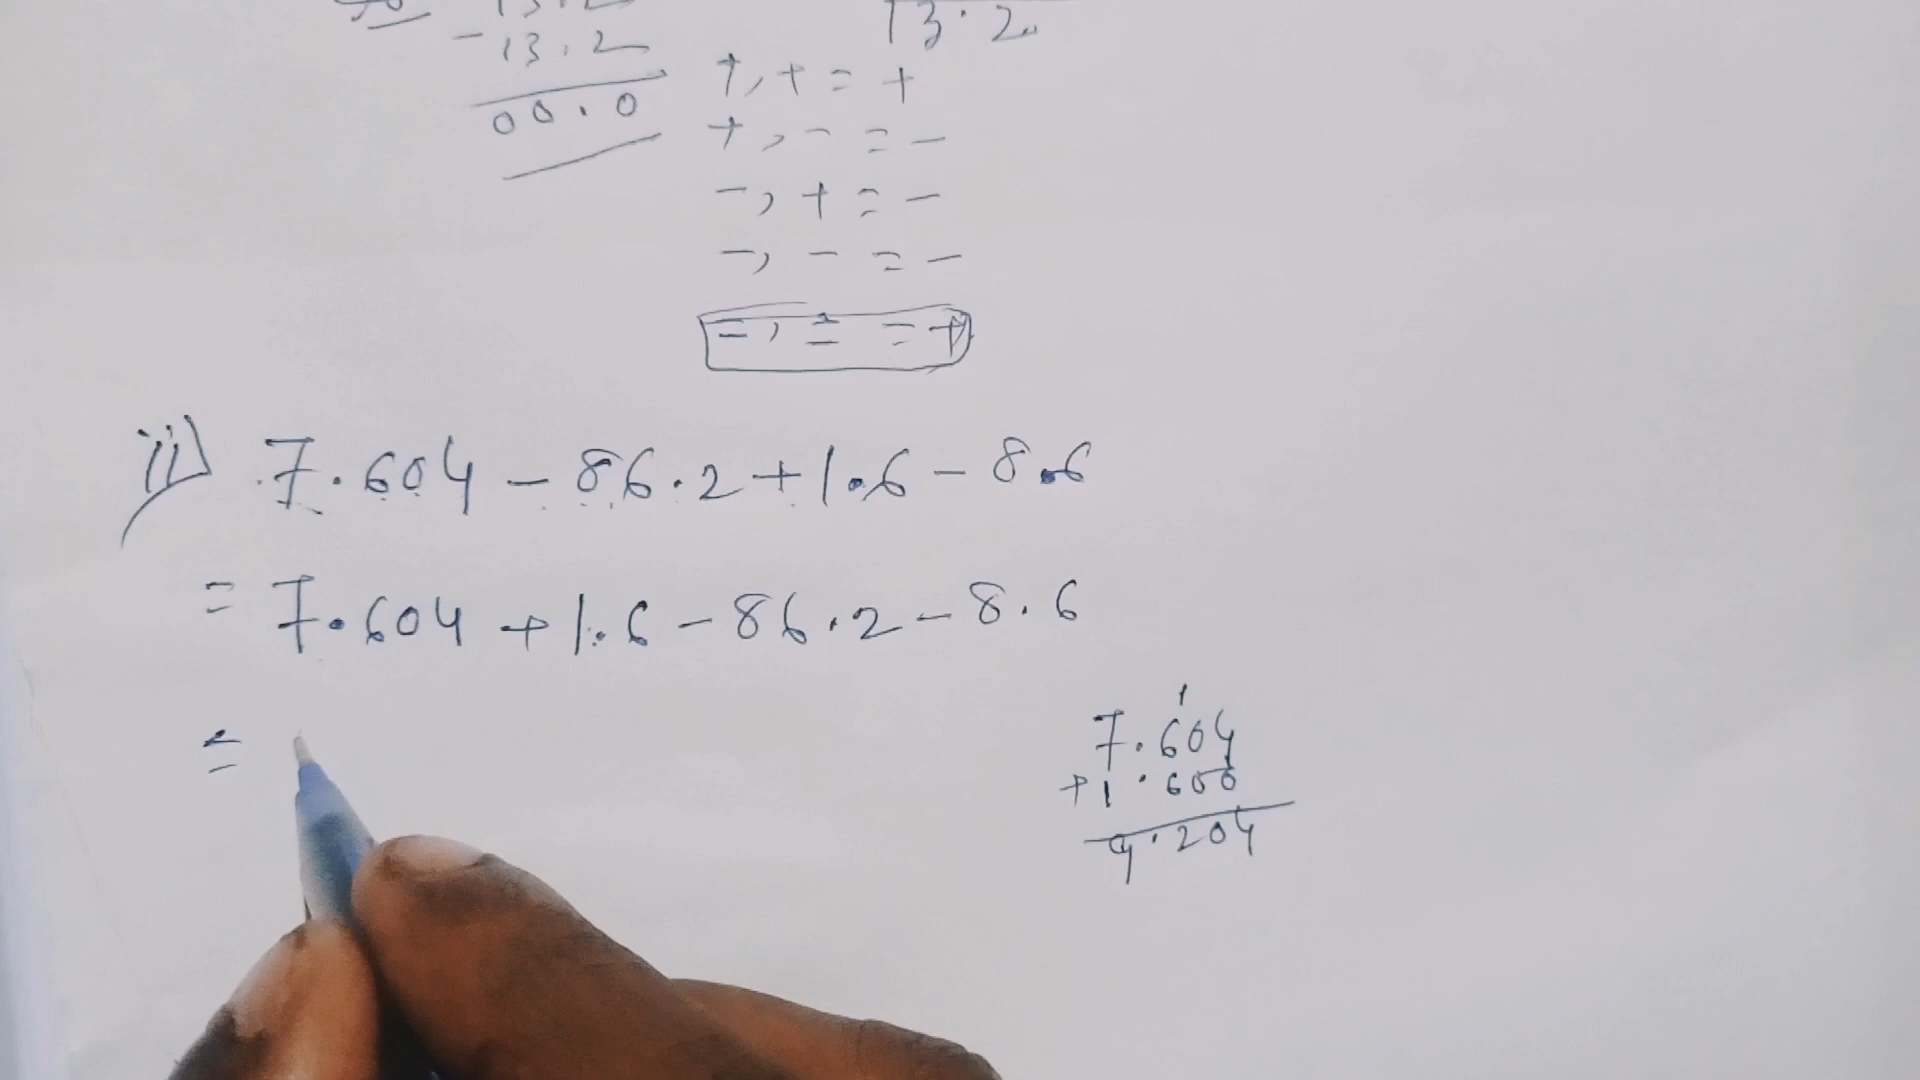 - 13.2
00.0
13.2
+, + = +
+, - = -
-, + = -
-, - = -
=, = = +
ii) 7.604 - 86.2 + 1.6 - 8.6
= 7.604 + 1.6 - 86.2 - 8.6
=
1
7.604
+1.600
9.204